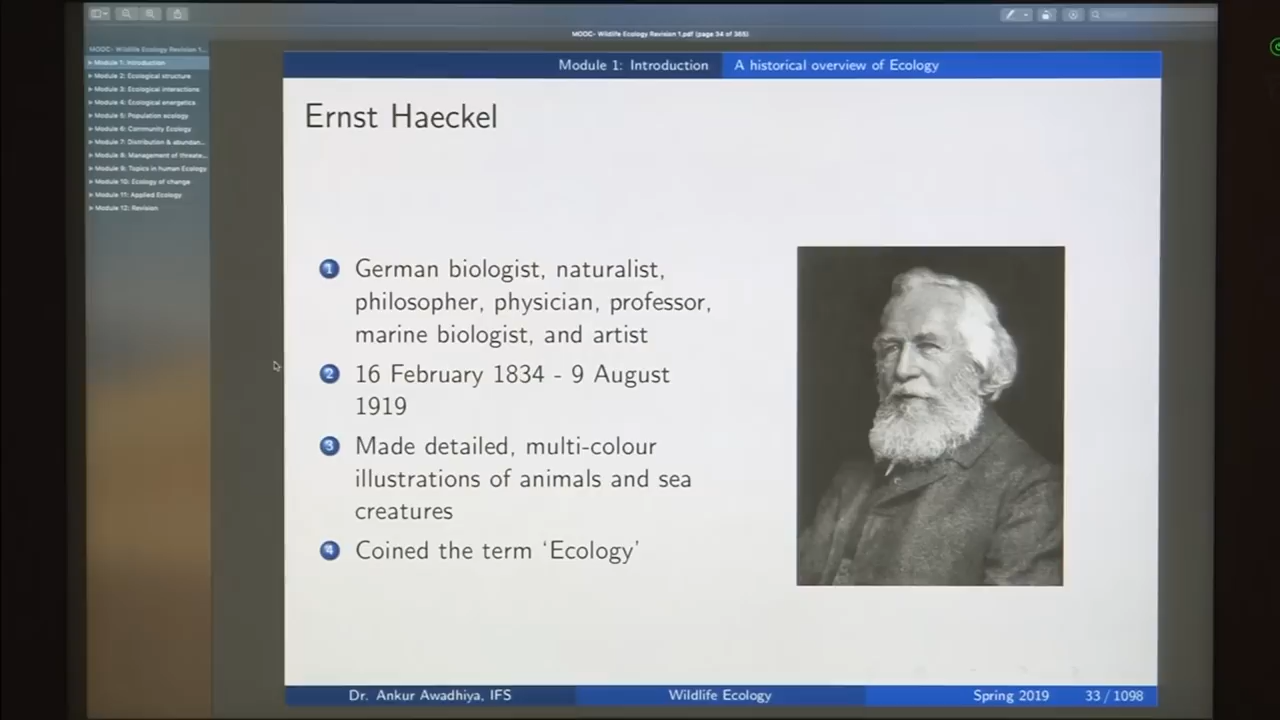 MOOC- Wildlife Ecology Revision 1.pdf (page 34 of 365)
MOOC- Wildlife Ecology Revision 1...
Module 1: Introduction
Module 2: Ecological structure
Module 3: Ecological interactions
Module 4: Ecological energetics
Module 5: Population ecology
Module 6: Community Ecology
Module 7: Distribution & abundan...
Module 8: Management of threate...
Module 9: Topics in human Ecology
Module 10: Ecology of change
Module 11: Applied Ecology
Module 12: Revision
Module 1: Introduction A historical overview of Ecology
Ernst Haeckel
1 German biologist, naturalist,
philosopher, physician, professor,
marine biologist, and artist
2 16 February 1834 - 9 August
1919
3 Made detailed, multi-colour
illustrations of animals and sea
creatures
4 Coined the term ‘Ecology’
Dr. Ankur Awadhiya, IFS Wildlife Ecology Spring 2019 33 / 1098